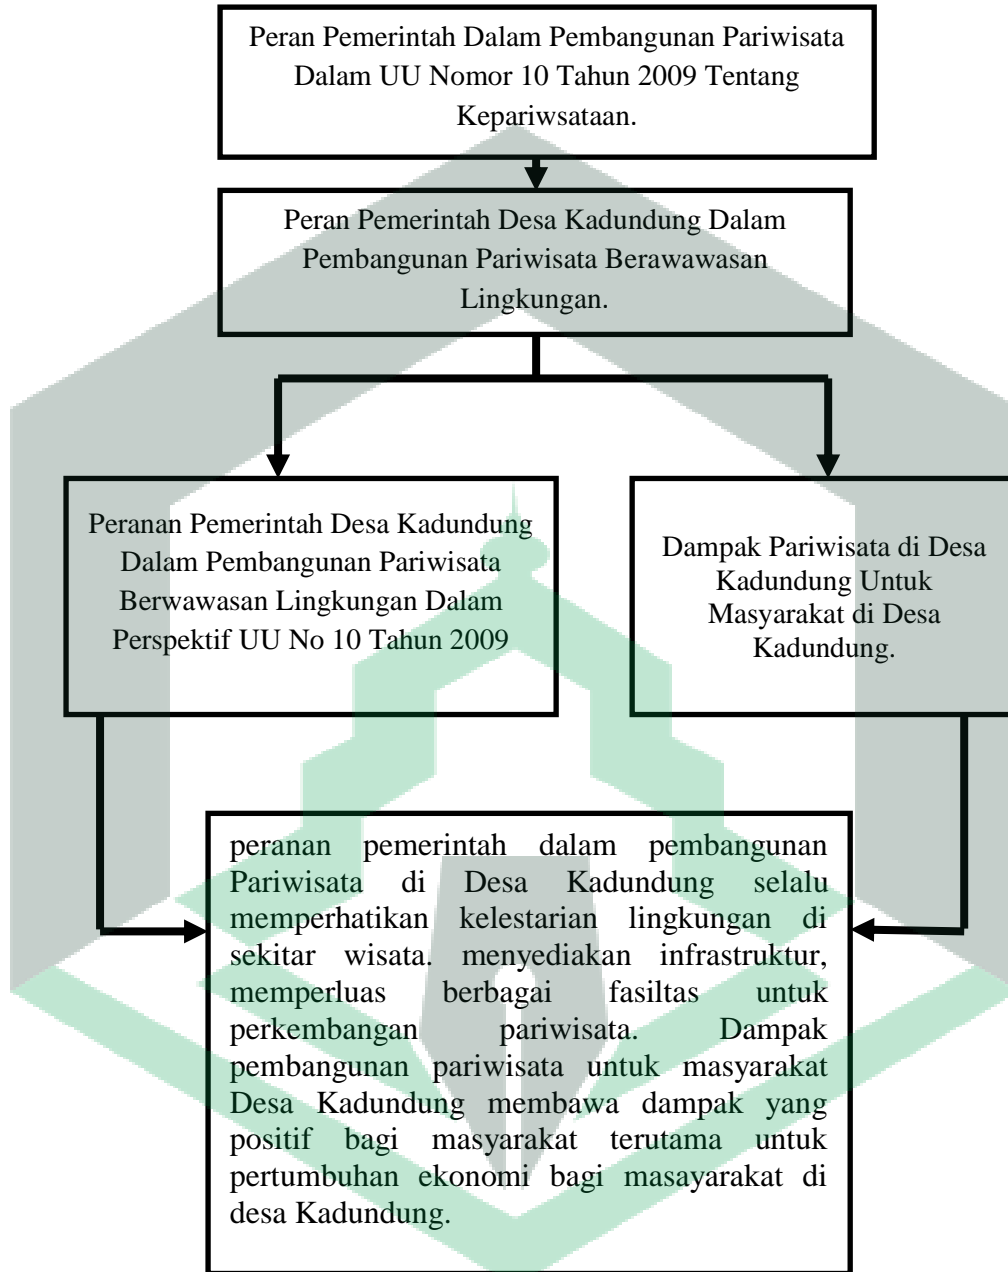 Peran Pemerintah Dalam Pembangunan Pariwisata
Dalam UU Nomor 10 Tahun 2009 Tentang
Kepariwsataan.
Peran Pemerintah Desa Kadundung Dalam
Pembangunan Pariwisata Berawawasan
Lingkungan.
Peranan Pemerintah Desa Kadundung
Dalam Pembangunan Pariwisata
Berwawasan Lingkungan Dalam
Perspektif UU No 10 Tahun 2009
Dampak Pariwisata di Desa
Kadundung Untuk
Masyarakat di Desa
Kadundung.
peranan pemerintah dalam pembangunan
Pariwisata di Desa Kadundung selalu
memperhatikan kelestarian lingkungan di
sekitar wisata. menyediakan infrastruktur,
memperluas berbagai fasiltas untuk
perkembangan pariwisata. Dampak
pembangunan pariwisata untuk masyarakat
Desa Kadundung membawa dampak yang
positif bagi masyarakat terutama untuk
pertumbuhan ekonomi bagi masayarakat di
desa Kadundung.